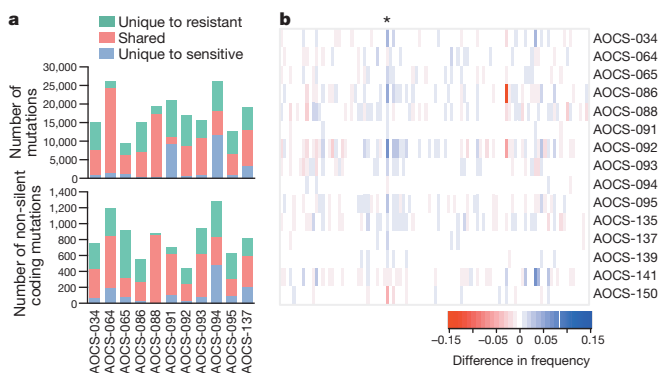 a
Unique to resistant
Shared
Unique to sensitive
Number of
mutations
30,000
25,000
20,000
15,000
10,000
5,000
0
Number of non-silent
coding mutations
1,400
1,200
1,000
800
600
400
200
0
AOCS-034
AOCS-064
AOCS-065
AOCS-086
AOCS-088
AOCS-091
AOCS-092
AOCS-093
AOCS-094
AOCS-095
AOCS-137
b
*
AOCS-034
AOCS-064
AOCS-065
AOCS-086
AOCS-088
AOCS-091
AOCS-092
AOCS-093
AOCS-094
AOCS-095
AOCS-135
AOCS-137
AOCS-139
AOCS-141
AOCS-150
−0.15 −0.05 0 0.05 0.15
Difference in frequency